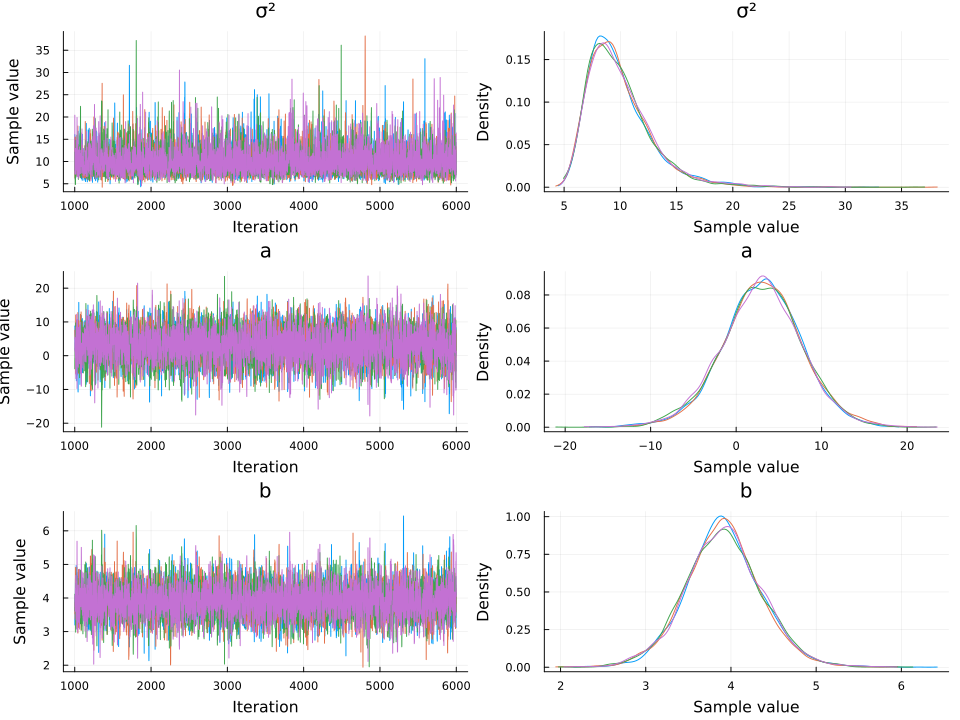 σ²
Sample value
35
30
25
20
15
10
5
1000 2000 3000 4000 5000 6000
Iteration
σ²
Density
0.15
0.10
0.05
0.00
5 10 15 20 25 30 35
Sample value
a
Sample value
20
10
0
−10
−20
1000 2000 3000 4000 5000 6000
Iteration
a
Density
0.08
0.06
0.04
0.02
0.00
−20 −10 0 10 20
Sample value
b
Sample value
6
5
4
3
2
1000 2000 3000 4000 5000 6000
Iteration
b
Density
1.00
0.75
0.50
0.25
0.00
2 3 4 5 6
Sample value